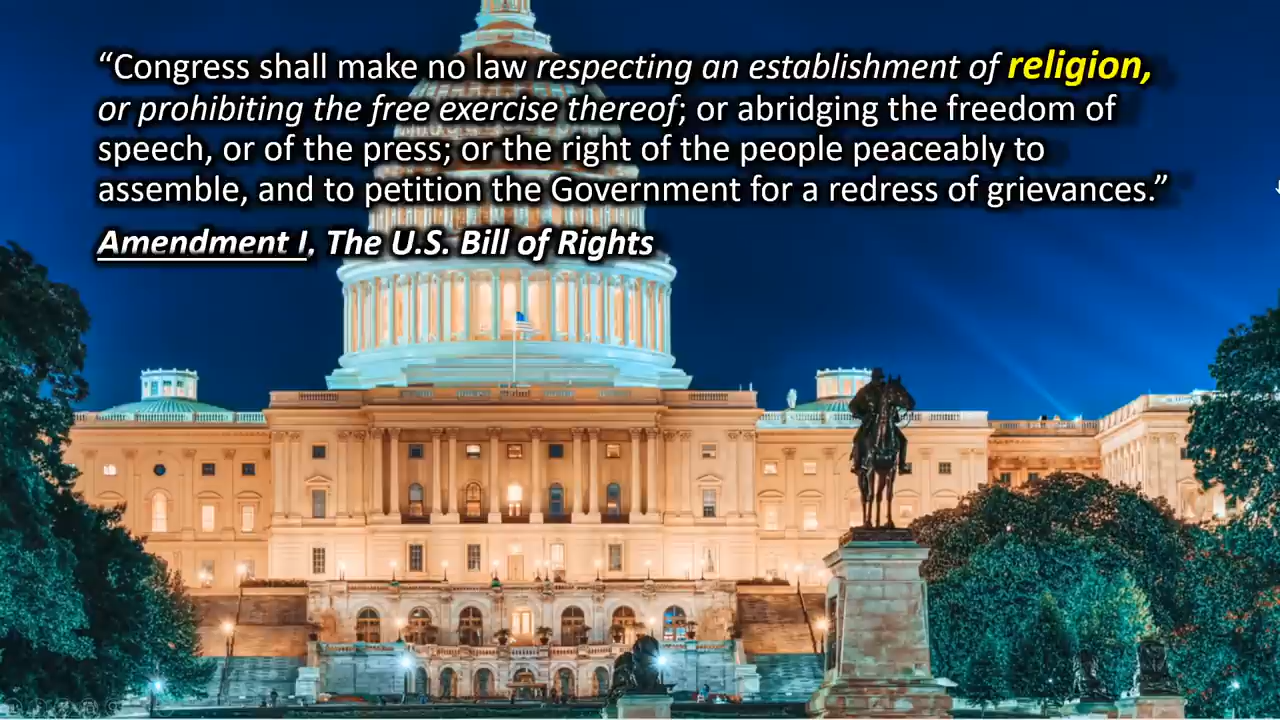 “Congress shall make no law respecting an establishment of religion,
or prohibiting the free exercise thereof; or abridging the freedom of
speech, or of the press; or the right of the people peaceably to
assemble, and to petition the Government for a redress of grievances.”
Amendment I, The U.S. Bill of Rights